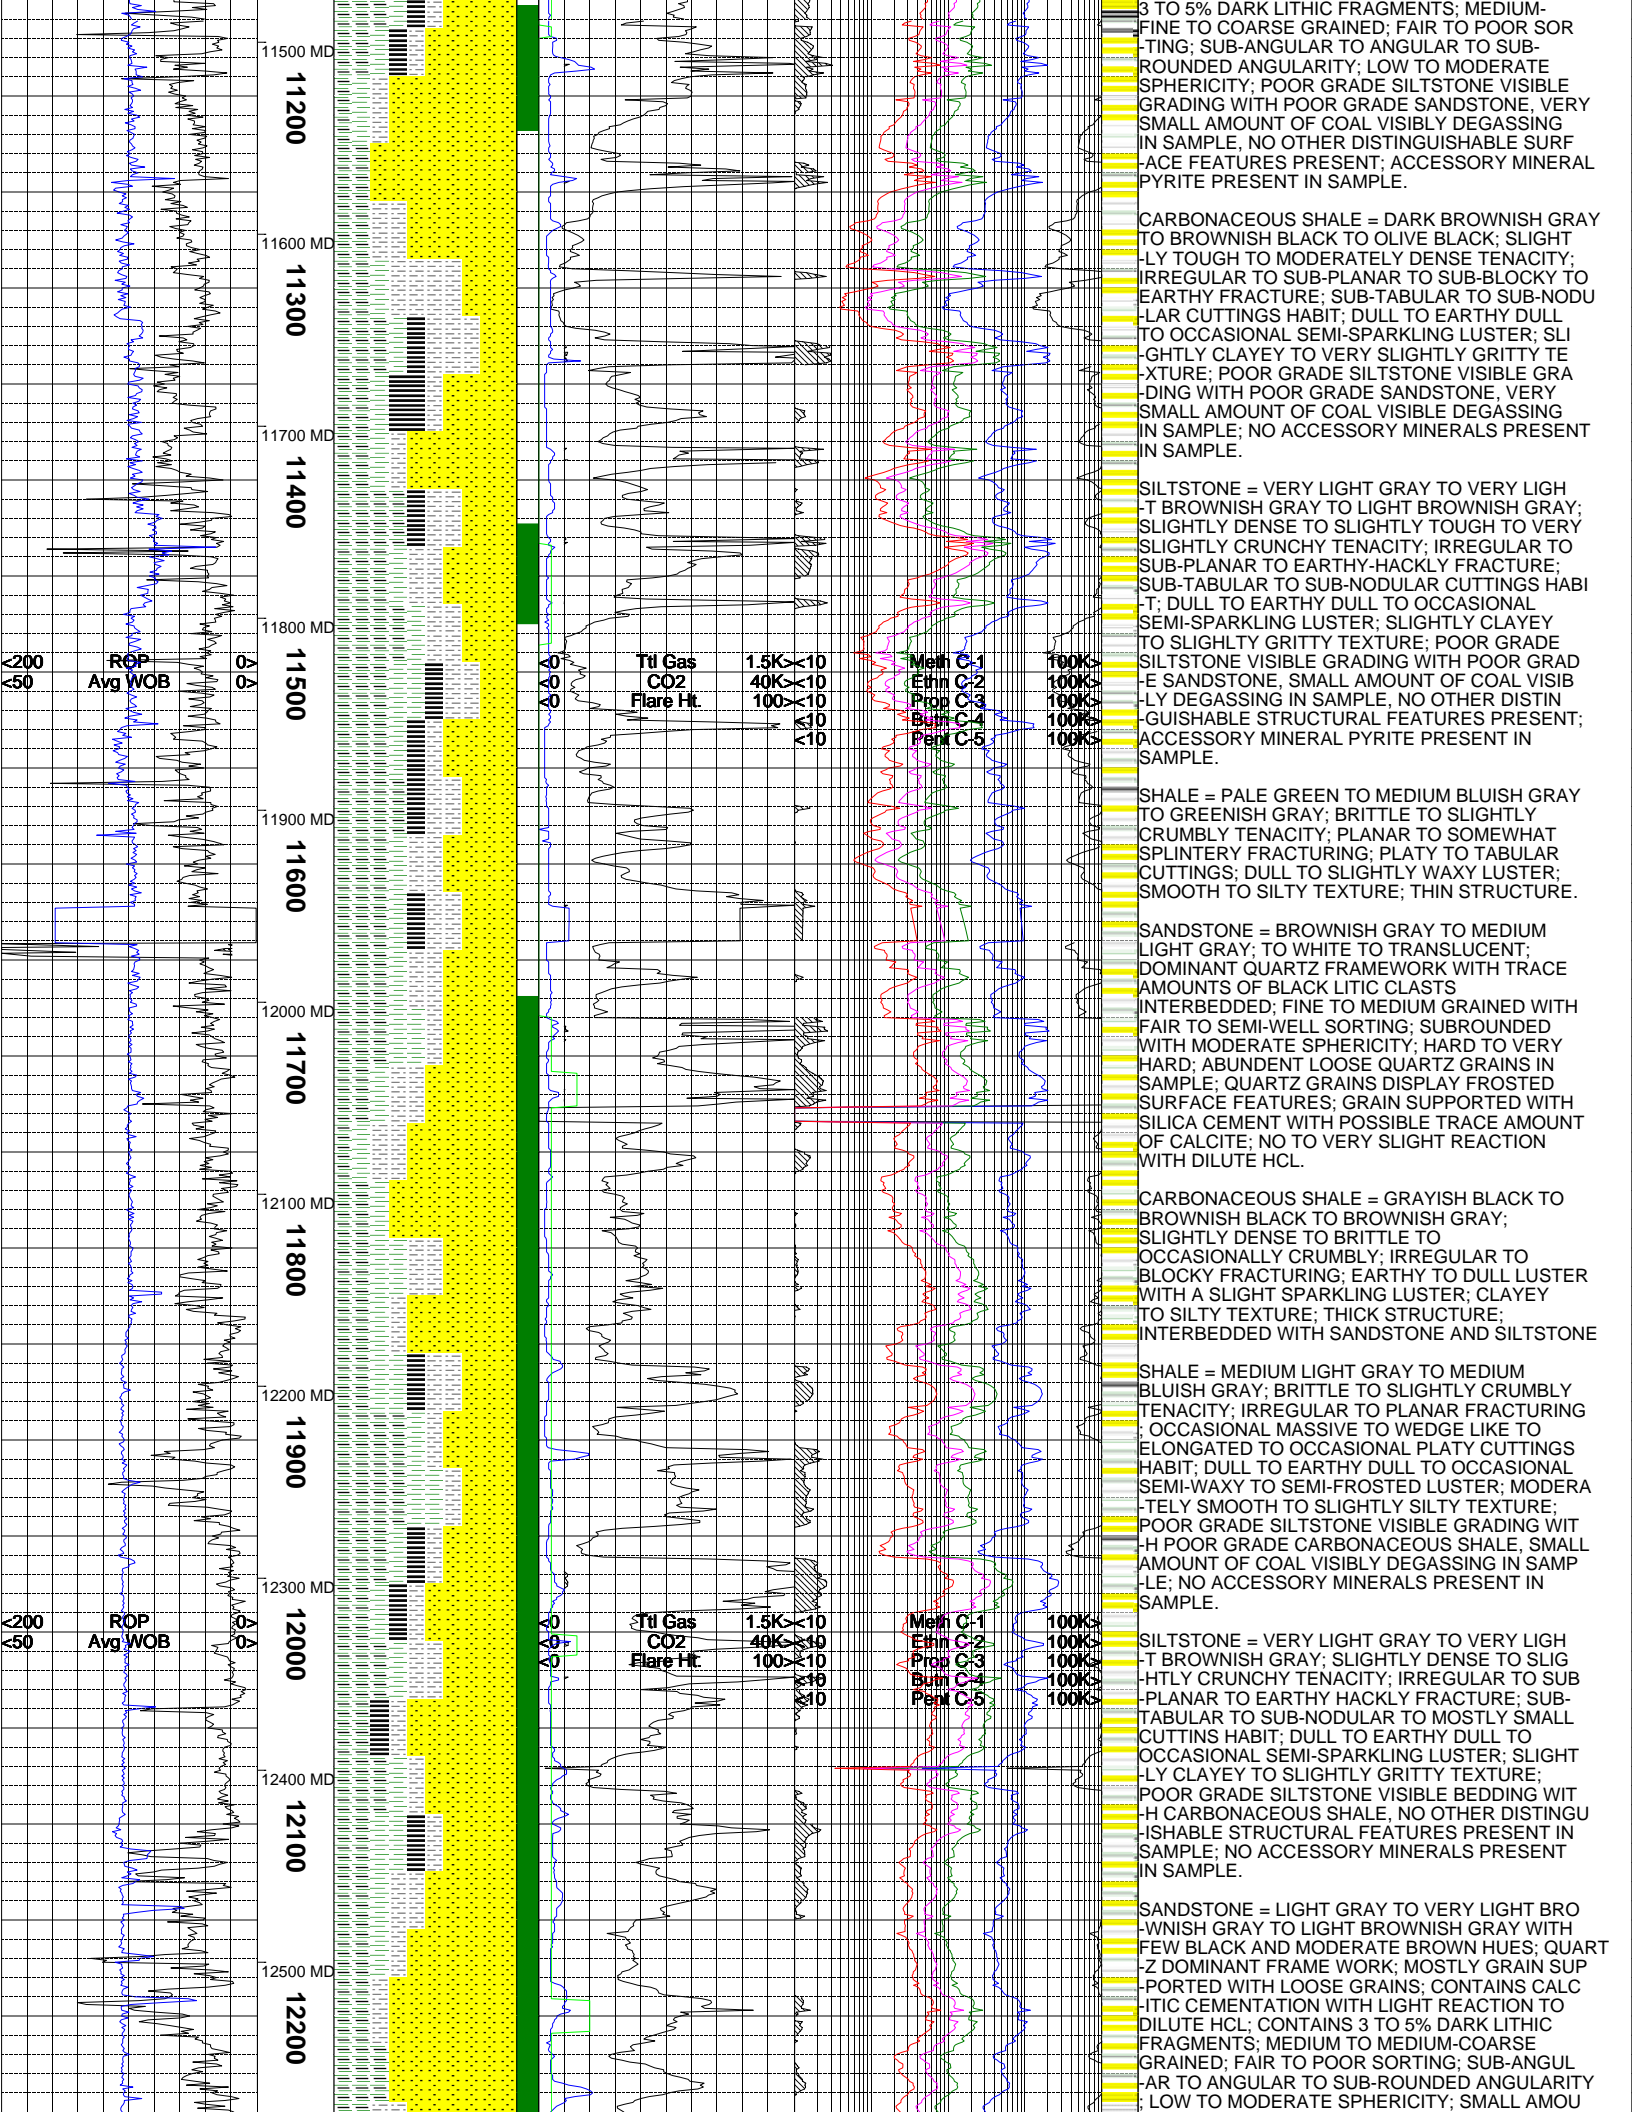 3 TO 5% DARK LITHIC FRAGMENTS; MEDIUM-
FINE TO COARSE GRAINED; FAIR TO POOR SOR
-TING; SUB-ANGULAR TO ANGULAR TO SUB-
ROUNDED ANGULARITY; LOW TO MODERATE
SPHERICITY; POOR GRADE SILTSTONE VISIBLE
GRADING WITH POOR GRADE SANDSTONE, VERY
SMALL AMOUNT OF COAL VISIBLY DEGASSING
IN SAMPLE, NO OTHER DISTINGUISHABLE SURF
-ACE FEATURES PRESENT; ACCESSORY MINERAL
PYRITE PRESENT IN SAMPLE.
CARBONACEOUS SHALE = DARK BROWNISH GRAY
TO BROWNISH BLACK TO OLIVE BLACK; SLIGHT
-LY TOUGH TO MODERATELY DENSE TENACITY;
IRREGULAR TO SUB-PLANAR TO SUB-BLOCKY TO
EARTHY FRACTURE; SUB-TABULAR TO SUB-NODU
-LAR CUTTINGS HABIT; DULL TO EARTHY DULL
TO OCCASIONAL SEMI-SPARKLING LUSTER; SLI
-GHTLY CLAYEY TO VERY SLIGHTLY GRITTY TE
-XTURE; POOR GRADE SILTSTONE VISIBLE GRA
-DING WITH POOR GRADE SANDSTONE, VERY
SMALL AMOUNT OF COAL VISIBLE DEGASSING
IN SAMPLE; NO ACCESSORY MINERALS PRESENT
IN SAMPLE.
SILTSTONE = VERY LIGHT GRAY TO VERY LIGH
-T BROWNISH GRAY TO LIGHT BROWNISH GRAY;
SLIGHTLY DENSE TO SLIGHTLY TOUGH TO VERY
SLIGHTLY CRUNCHY TENACITY; IRREGULAR TO
SUB-PLANAR TO EARTHY-HACKLY FRACTURE;
SUB-TABULAR TO SUB-NODULAR CUTTINGS HABI
-T; DULL TO EARTHY DULL TO OCCASIONAL
SEMI-SPARKLING LUSTER; SLIGHTLY CLAYEY
TO SLIGHLTY GRITTY TEXTURE; POOR GRADE
SILTSTONE VISIBLE GRADING WITH POOR GRAD
-E SANDSTONE, SMALL AMOUNT OF COAL VISIB
-LY DEGASSING IN SAMPLE, NO OTHER DISTIN
-GUISHABLE STRUCTURAL FEATURES PRESENT;
ACCESSORY MINERAL PYRITE PRESENT IN
SAMPLE.
SHALE = PALE GREEN TO MEDIUM BLUISH GRAY
TO GREENISH GRAY; BRITTLE TO SLIGHTLY
CRUMBLY TENACITY; PLANAR TO SOMEWHAT
SPLINTERY FRACTURING; PLATY TO TABULAR
CUTTINGS; DULL TO SLIGHTLY WAXY LUSTER;
SMOOTH TO SILTY TEXTURE; THIN STRUCTURE.
SANDSTONE = BROWNISH GRAY TO MEDIUM
LIGHT GRAY; TO WHITE TO TRANSLUCENT;
DOMINANT QUARTZ FRAMEWORK WITH TRACE
AMOUNTS OF BLACK LITIC CLASTS
INTERBEDDED; FINE TO MEDIUM GRAINED WITH
FAIR TO SEMI-WELL SORTING; SUBROUNDED
WITH MODERATE SPHERICITY; HARD TO VERY
HARD; ABUNDENT LOOSE QUARTZ GRAINS IN
SAMPLE; QUARTZ GRAINS DISPLAY FROSTED
SURFACE FEATURES; GRAIN SUPPORTED WITH
SILICA CEMENT WITH POSSIBLE TRACE AMOUNT
OF CALCITE; NO TO VERY SLIGHT REACTION
WITH DILUTE HCL.
CARBONACEOUS SHALE = GRAYISH BLACK TO
BROWNISH BLACK TO BROWNISH GRAY;
SLIGHTLY DENSE TO BRITTLE TO
OCCASIONALLY CRUMBLY; IRREGULAR TO
BLOCKY FRACTURING; EARTHY TO DULL LUSTER
WITH A SLIGHT SPARKLING LUSTER; CLAYEY
TO SILTY TEXTURE; THICK STRUCTURE;
INTERBEDDED WITH SANDSTONE AND SILTSTONE
SHALE = MEDIUM LIGHT GRAY TO MEDIUM
BLUISH GRAY; BRITTLE TO SLIGHTLY CRUMBLY
TENACITY; IRREGULAR TO PLANAR FRACTURING
; OCCASIONAL MASSIVE TO WEDGE LIKE TO
ELONGATED TO OCCASIONAL PLATY CUTTINGS
HABIT; DULL TO EARTHY DULL TO OCCASIONAL
SEMI-WAXY TO SEMI-FROSTED LUSTER; MODERA
-TELY SMOOTH TO SLIGHTLY SILTY TEXTURE;
POOR GRADE SILTSTONE VISIBLE GRADING WIT
-H POOR GRADE CARBONACEOUS SHALE, SMALL
AMOUNT OF COAL VISIBLY DEGASSING IN SAMP
-LE; NO ACCESSORY MINERALS PRESENT IN
SAMPLE.
SILTSTONE = VERY LIGHT GRAY TO VERY LIGH
-T BROWNISH GRAY; SLIGHTLY DENSE TO SLIG
-HTLY CRUNCHY TENACITY; IRREGULAR TO SUB
-PLANAR TO EARTHY HACKLY FRACTURE; SUB-
TABULAR TO SUB-NODULAR TO MOSTLY SMALL
CUTTINS HABIT; DULL TO EARTHY DULL TO
OCCASIONAL SEMI-SPARKLING LUSTER; SLIGHT
-LY CLAYEY TO SLIGHTLY GRITTY TEXTURE;
POOR GRADE SILTSTONE VISIBLE BEDDING WIT
-H CARBONACEOUS SHALE, NO OTHER DISTINGU
-ISHABLE STRUCTURAL FEATURES PRESENT IN
SAMPLE; NO ACCESSORY MINERALS PRESENT
IN SAMPLE.
SANDSTONE = LIGHT GRAY TO VERY LIGHT BRO
-WNISH GRAY TO LIGHT BROWNISH GRAY WITH
FEW BLACK AND MODERATE BROWN HUES; QUART
-Z DOMINANT FRAME WORK; MOSTLY GRAIN SUP
-PORTED WITH LOOSE GRAINS; CONTAINS CALC
-ITIC CEMENTATION WITH LIGHT REACTION TO
DILUTE HCL; CONTAINS 3 TO 5% DARK LITHIC
FRAGMENTS; MEDIUM TO MEDIUM-COARSE
GRAINED; FAIR TO POOR SORTING; SUB-ANGUL
-AR TO ANGULAR TO SUB-ROUNDED ANGULARITY
; LOW TO MODERATE SPHERICITY; SMALL AMOU
11500 MD
11200
11600 MD
11300
11700 MD
11400
11800 MD
<200 ROP 0> <0 Ttl Gas 1.5K> <10 Meth C-1 100K>
<50 Avg WOB 0> <0 CO2 40K> <10 Ethn C-2 100K>
<0 Flare Ht. 100> <10 Prop C-3 100K>
<10 Butn C-4 100K>
<10 Pent C-5 100K>
11500
11900 MD
11600
12000 MD
11700
12100 MD
11800
12200 MD
11900
12300 MD
<200 ROP 0> <0 Ttl Gas 1.5K> <10 Meth C-1 100K>
<50 Avg WOB 0> <0 CO2 40K> <10 Ethn C-2 100K>
<0 Flare Ht. 100> <10 Prop C-3 100K>
<10 Butn C-4 100K>
<10 Pent C-5 100K>
12000
12400 MD
12100
12500 MD
12200